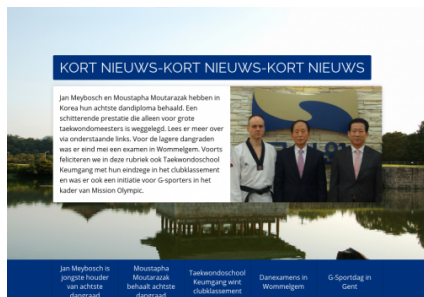 KORT NIEUWS-KORT NIEUWS-KORT NIEUWS
Jan Meybosch en Moustapha Moutarazak hebben in
Korea hun achtste dandiploma behaald. Een
schitterende prestatie die alleen voor grote
taekwondomeesters is weggelegd. Lees er meer over
via onderstaande links. Voor de lagere dangraden
was er eind mei een examen in Wommelgem. Voorts
feliciteren we in deze rubriek ook Taekwondoschool
Keumgang met hun eindzege in het clubklassement
en was er ook een initiatie voor G-sporters in het
kader van Mission Olympic.
Jan Meybosch is
jongste houder
van achtste
dangraad
Moustapha
Moutarazak
behaalt achtste
dangraad
Taekwondoschool
Keumgang wint
clubklassement
Danexamens in
Wommelgem
G-Sportdag in
Gent